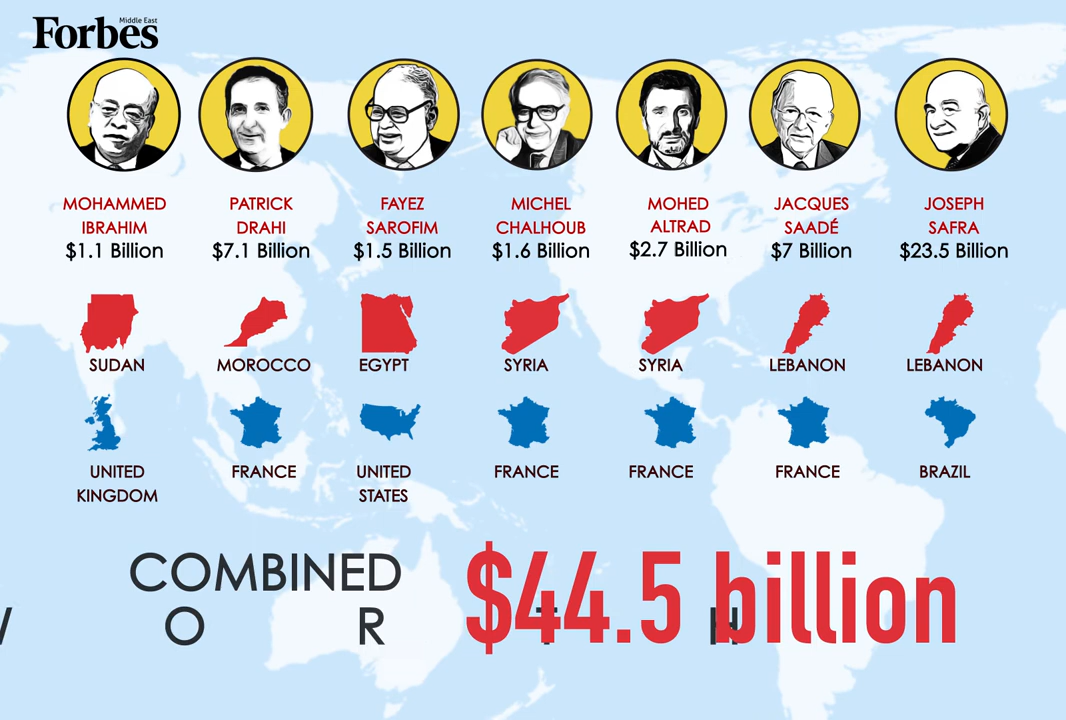 Forbes
Middle East
MOHAMMED
IBRAHIM
$1.1 Billion
PATRICK
DRAHI
$7.1 Billion
FAYEZ
SAROFIM
$1.5 Billion
MICHEL
CHALHOUB
$1.6 Billion
MOHED
ALTRAD
$2.7 Billion
JACQUES
SAADÉ
$7 Billion
JOSEPH
SAFRA
$23.5 Billion
SUDAN
MOROCCO
EGYPT
SYRIA
SYRIA
LEBANON
LEBANON
UNITED
KINGDOM
FRANCE
UNITED
STATES
FRANCE
FRANCE
FRANCE
BRAZIL
COMBINED
W O R T H
$44.5 billion